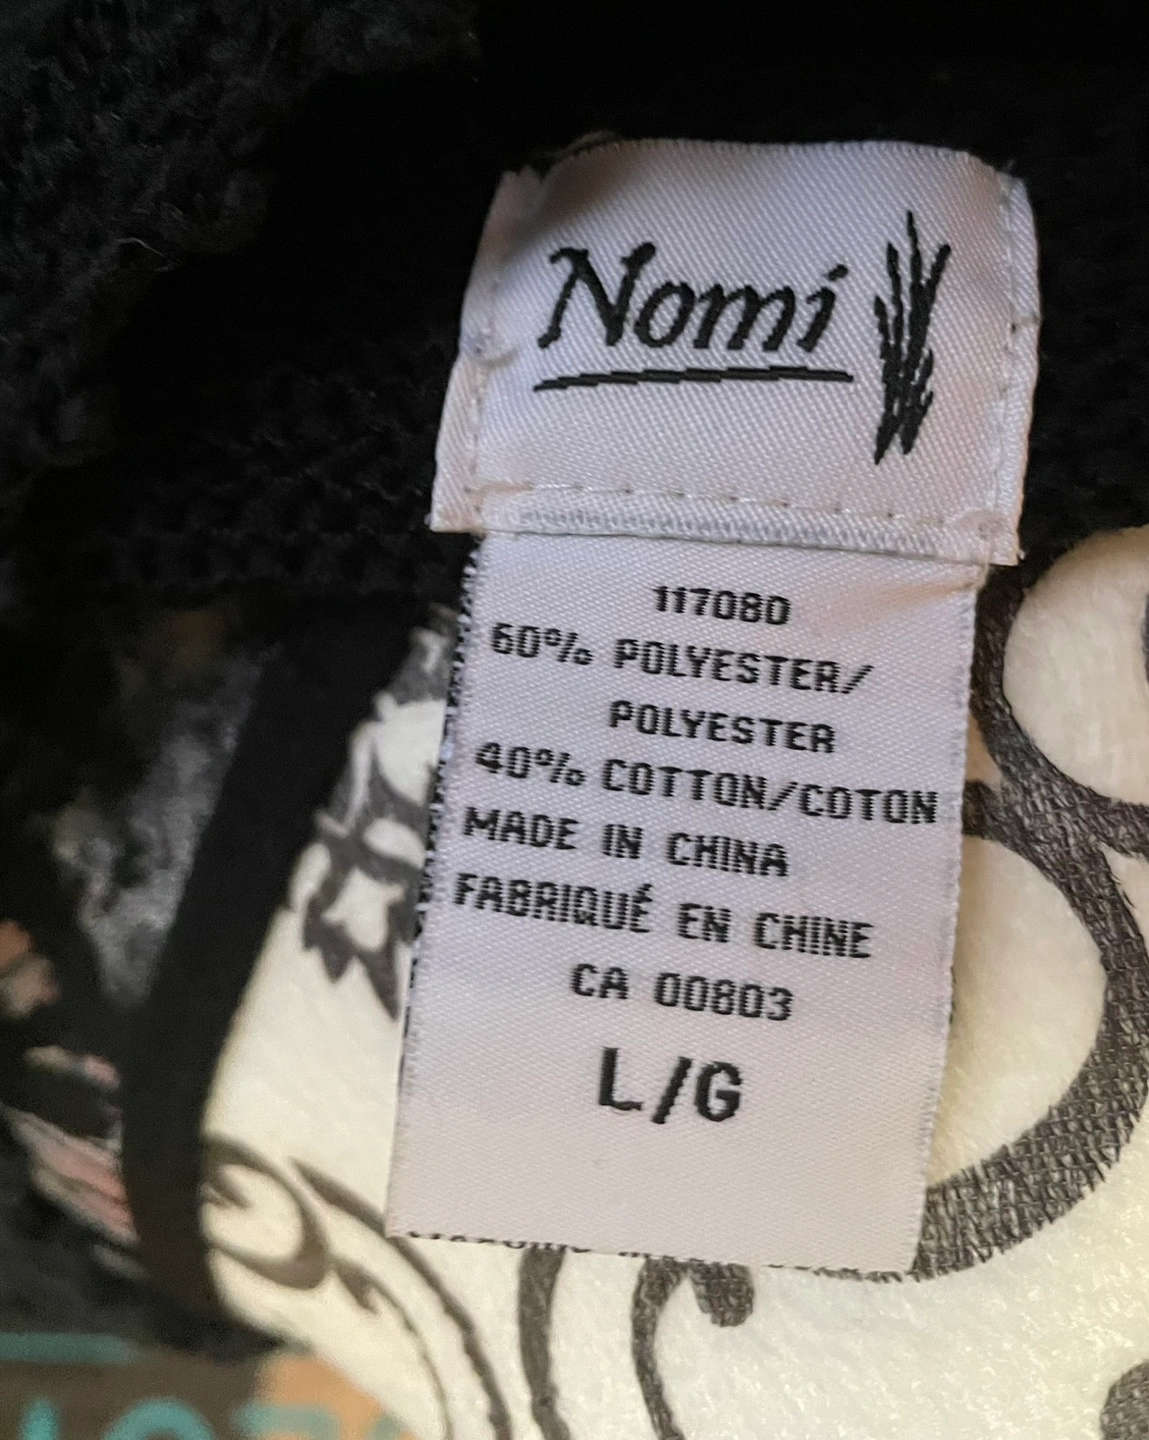 Nomi
117080
60% POLYESTER/
POLYESTER
40% COTTON/COTON
MADE IN CHINA
FABRIQUÉ EN CHINE
CA 00803
L/G